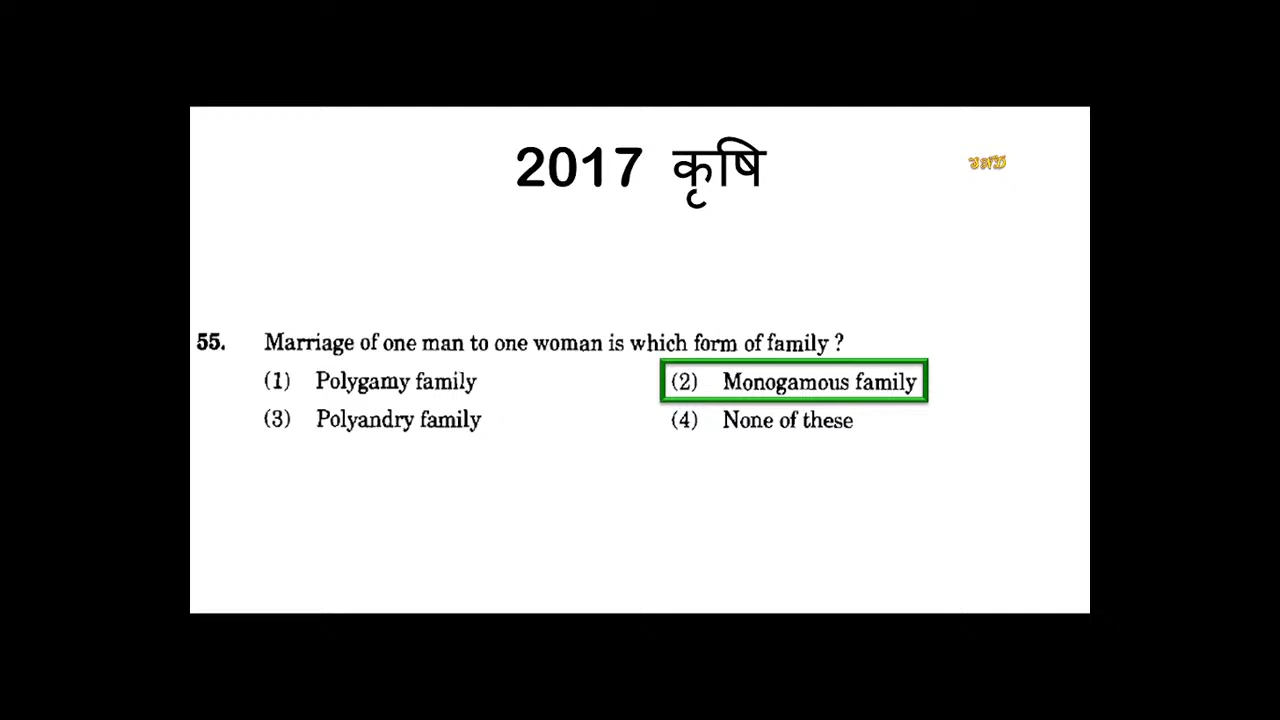 2017 कृषि
55. Marriage of one man to one woman is which form of family ?
(1) Polygamy family (2) Monogamous family
(3) Polyandry family (4) None of these